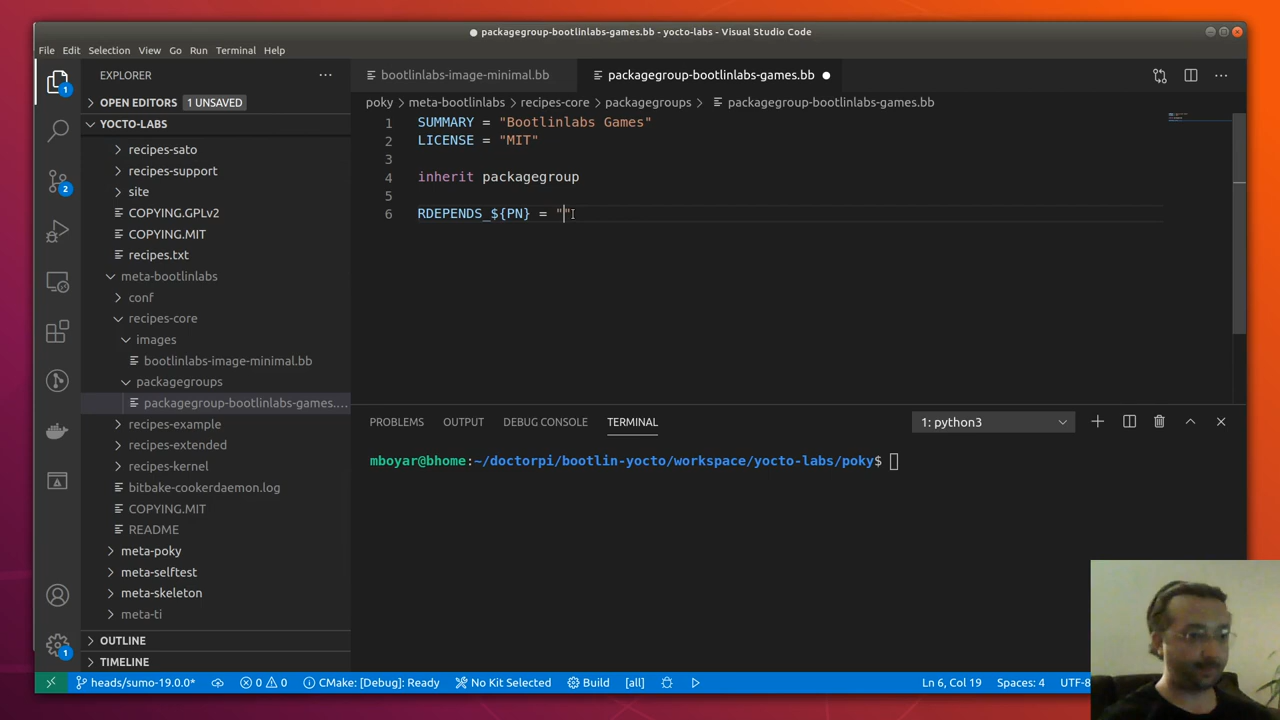 packagegroup-bootlinlabs-games.bb - yocto-labs - Visual Studio Code
File Edit Selection View Go Run Terminal Help
EXPLORER
bootlinlabs-image-minimal.bb
packagegroup-bootlinlabs-games.bb
OPEN EDITORS 1 UNSAVED
poky > meta-bootlinlabs > recipes-core > packagegroups > packagegroup-bootlinlabs-games.bb
YOCTO-LABS
recipes-sato
recipes-support
site
COPYING.GPLv2
COPYING.MIT
recipes.txt
meta-bootlinlabs
conf
recipes-core
images
bootlinlabs-image-minimal.bb
packagegroups
packagegroup-bootlinlabs-games....
recipes-example
recipes-extended
recipes-kernel
bitbake-cookerdaemon.log
COPYING.MIT
README
meta-poky
meta-selftest
meta-skeleton
meta-ti
OUTLINE
TIMELINE
1 SUMMARY = "Bootlinlabs Games"
2 LICENSE = "MIT"
3
4 inherit packagegroup
5
6 RDEPENDS_${PN} = ""
PROBLEMS OUTPUT DEBUG CONSOLE TERMINAL 1: python3
mboyar@bhome:~/doctorpi/bootlin-yocto/workspace/yocto-labs/poky$
1
2
1
heads/sumo-19.0.0* 0 0 CMake: [Debug]: Ready No Kit Selected Build [all] Ln 6, Col 19 Spaces: 4 UTF-8